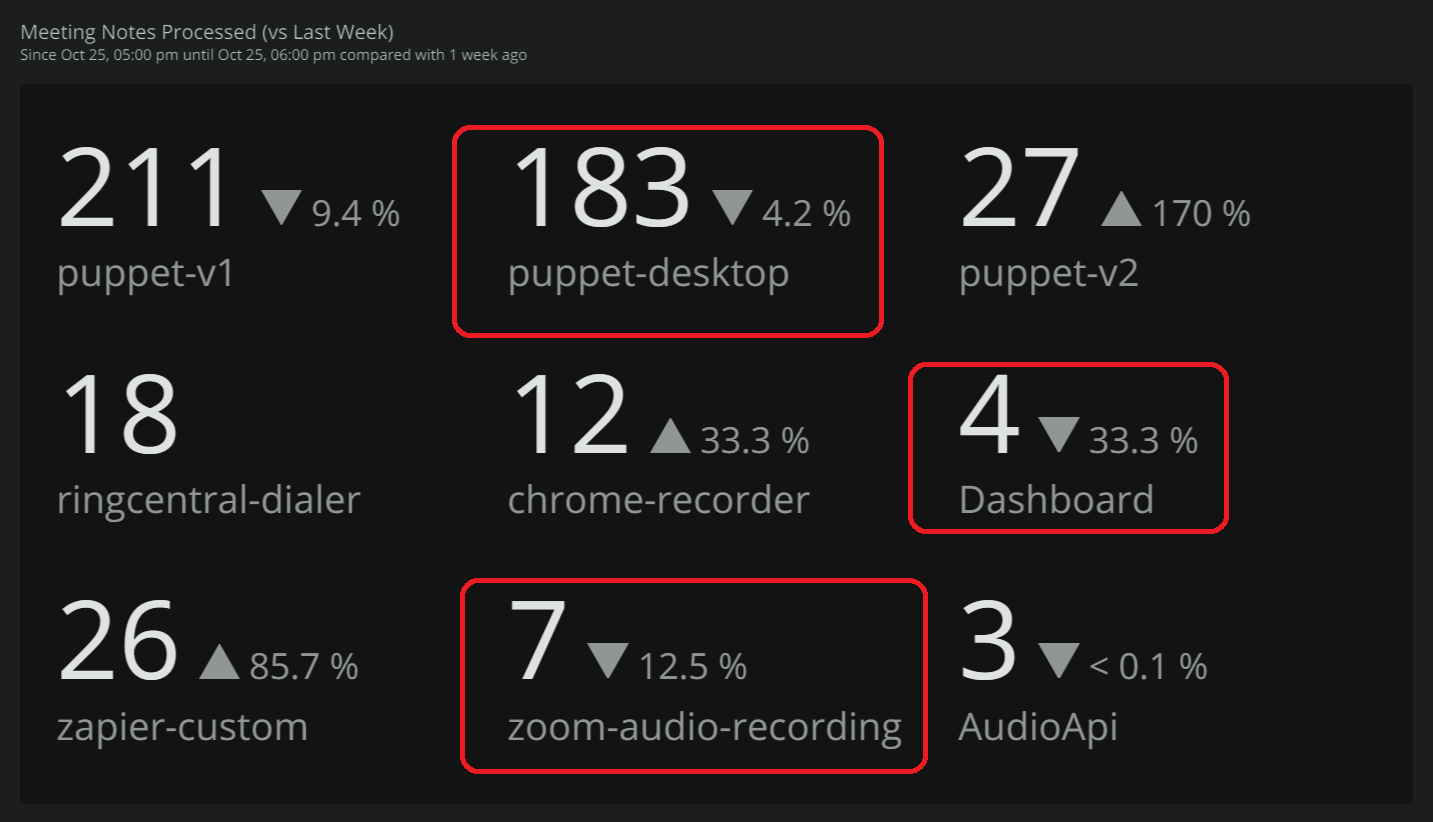 Meeting Notes Processed (vs Last Week)
Since Oct 25, 05:00 pm until Oct 25, 06:00 pm compared with 1 week ago
211 ▼ 9.4 %
puppet-v1
183 ▼ 4.2 %
puppet-desktop
27 ▲ 170 %
puppet-v2
18
ringcentral-dialer
12 ▲ 33.3 %
chrome-recorder
4 ▼ 33.3 %
Dashboard
26 ▲ 85.7 %
zapier-custom
7 ▼ 12.5 %
zoom-audio-recording
3 ▼ < 0.1 %
AudioApi